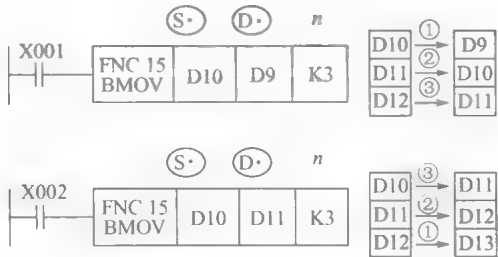 S· D· n
X001
FNC 15 BMOV D10 D9 K3
D10 ① D9
D11 ② D10
D12 ③ D11
S· D· n
X002
FNC 15 BMOV D10 D11 K3
D10 ③ D11
D11 ② D12
D12 ① D13